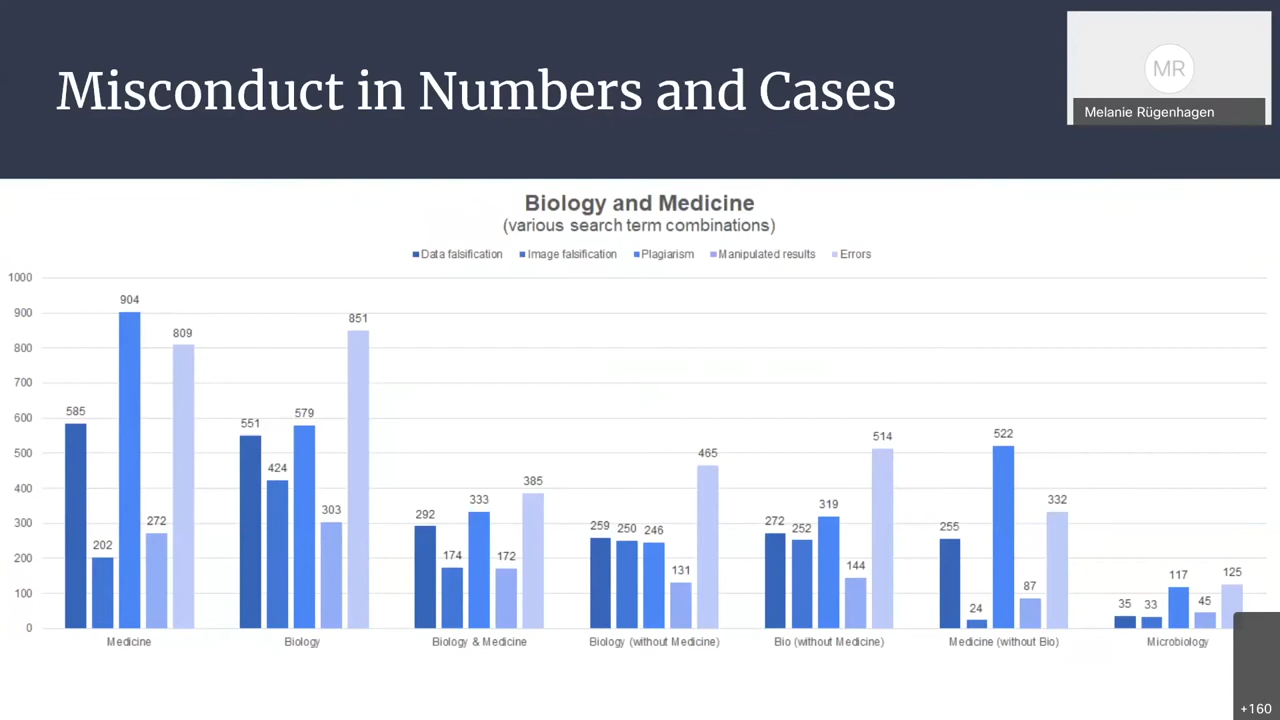 Misconduct in Numbers and Cases
MR
Melanie Rügenhagen
Biology and Medicine
(various search term combinations)
Data falsification Image falsification Plagiarism Manipulated results Errors
1000
900
800
700
600
500
400
300
200
100
0
585 202 904 272 809
551 424 579 303 851
292 174 333 172 385
259 250 246 131 465
272 252 319 144 514
255 24 522 87 332
35 33 117 45 125
Medicine Biology Biology & Medicine Biology (without Medicine) Bio (without Medicine) Medicine (without Bio) Microbiology
+160